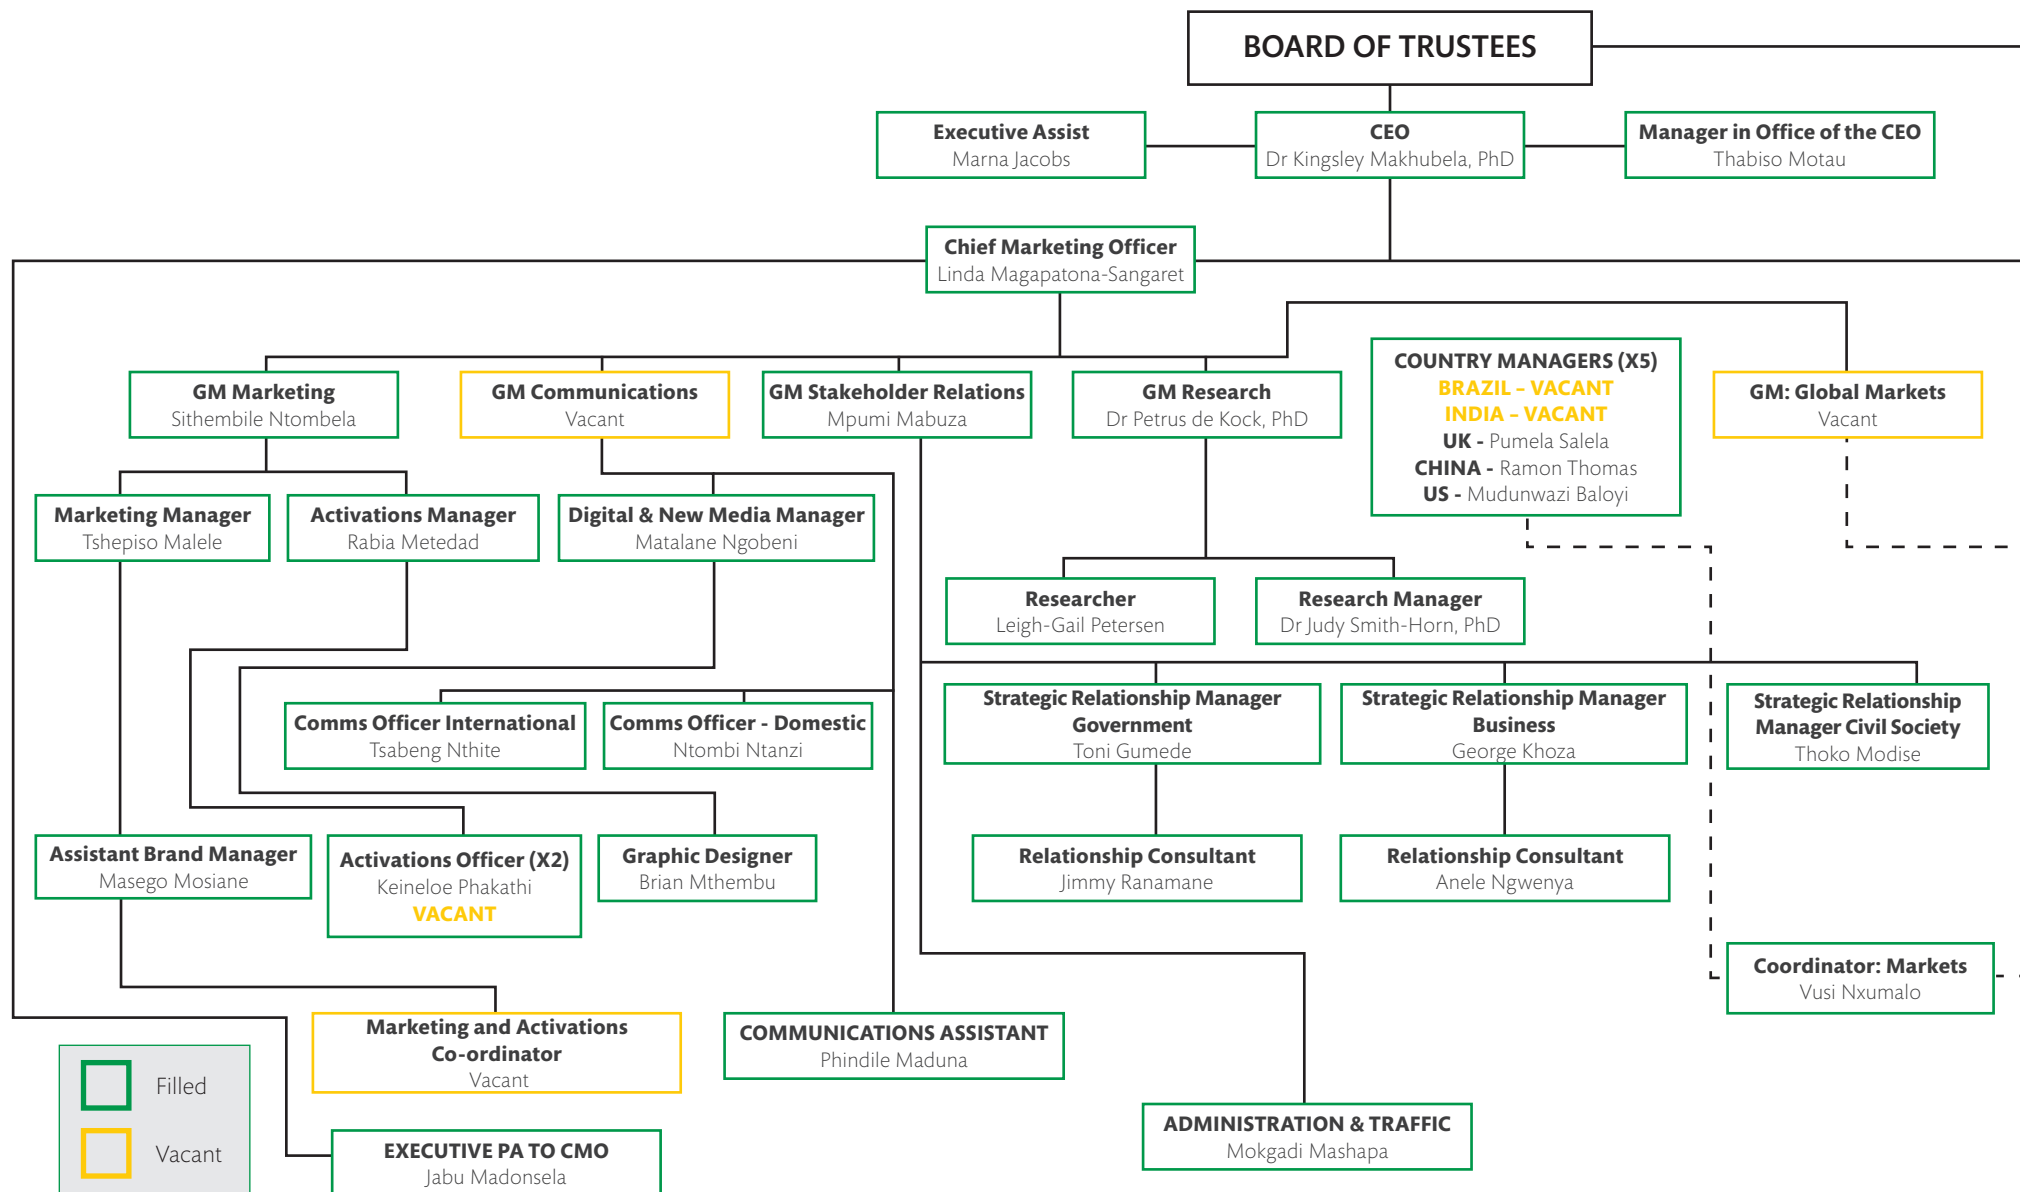 BOARD OF TRUSTEES
Executive Assist
Marna Jacobs
CEO
Dr Kingsley Makhubela, PhD
Manager in Office of the CEO
Thabiso Motau
Chief Marketing Officer
Linda Magapatona-Sangaret
GM Marketing
Sithembile Ntombela
GM Communications
Vacant
GM Stakeholder Relations
Mpumi Mabuza
GM Research
Dr Petrus de Kock, PhD
COUNTRY MANAGERS (X5)
BRAZIL – VACANT
INDIA – VACANT
UK - Pumela Salela
CHINA - Ramon Thomas
US - Mudunwazi Baloyi
GM: Global Markets
Vacant
Marketing Manager
Tshepiso Malele
Activations Manager
Rabia Metedad
Digital & New Media Manager
Matalane Ngobeni
Researcher
Leigh-Gail Petersen
Research Manager
Dr Judy Smith-Horn, PhD
Comms Officer International
Tsabeng Nthite
Comms Officer - Domestic
Ntombi Ntanzi
Strategic Relationship Manager
Government
Toni Gumede
Strategic Relationship Manager
Business
George Khoza
Strategic Relationship
Manager Civil Society
Thoko Modise
Assistant Brand Manager
Masego Mosiane
Activations Officer (X2)
Keineloe Phakathi
VACANT
Graphic Designer
Brian Mthembu
Relationship Consultant
Jimmy Ranamane
Relationship Consultant
Anele Ngwenya
Coordinator: Markets
Vusi Nxumalo
Marketing and Activations
Co-ordinator
Vacant
COMMUNICATIONS ASSISTANT
Phindile Maduna
ADMINISTRATION & TRAFFIC
Mokgadi Mashapa
EXECUTIVE PA TO CMO
Jabu Madonsela
Filled
Vacant